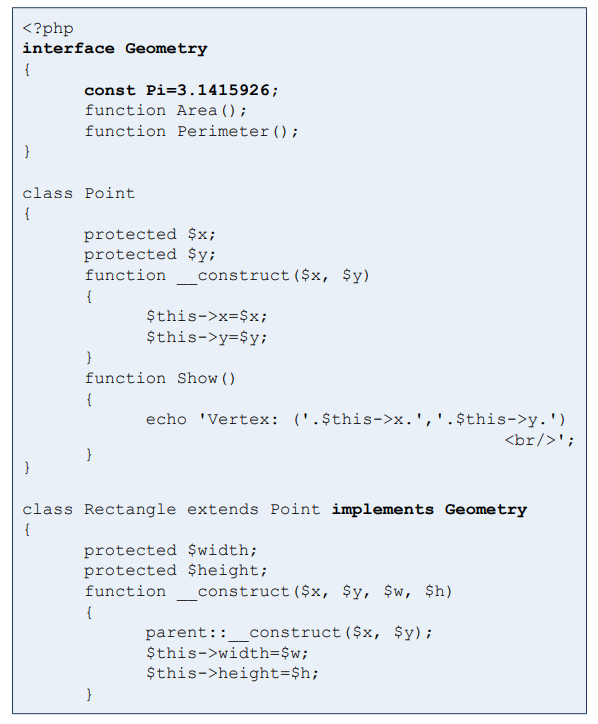 <?php
interface Geometry
{
const Pi=3.1415926;
function Area();
function Perimeter();
}
class Point
{
protected $x;
protected $y;
function __construct($x, $y)
{
$this->x=$x;
$this->y=$y;
}
function Show()
{
echo 'Vertex: ('.$this->x.','.$this->y.')
<br/>';
}
}
class Rectangle extends Point implements Geometry
{
protected $width;
protected $height;
function __construct($x, $y, $w, $h)
{
parent::__construct($x, $y);
$this->width=$w;
$this->height=$h;
}